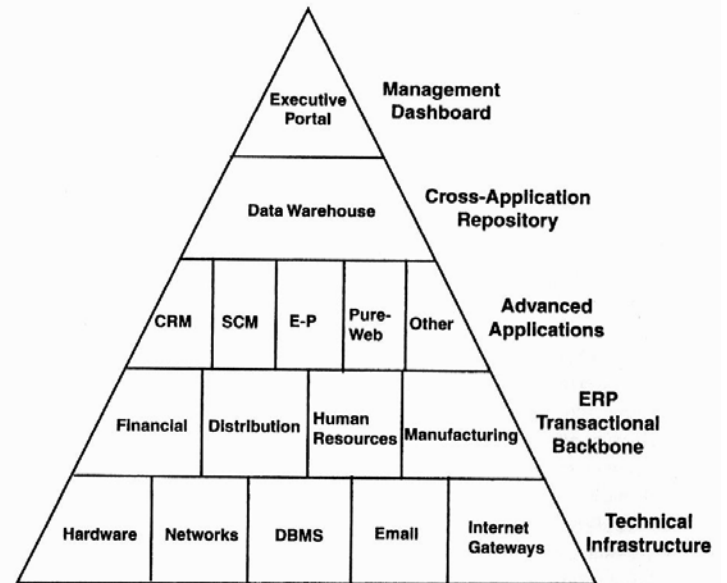 Executive
Portal
Management
Dashboard
Data Warehouse
Cross-Application
Repository
CRM
SCM
E-P
Pure-
Web
Other
Advanced
Applications
Financial
Distribution
Human
Resources
Manufacturing
ERP
Transactional
Backbone
Hardware
Networks
DBMS
Email
Internet
Gateways
Technical
Infrastructure